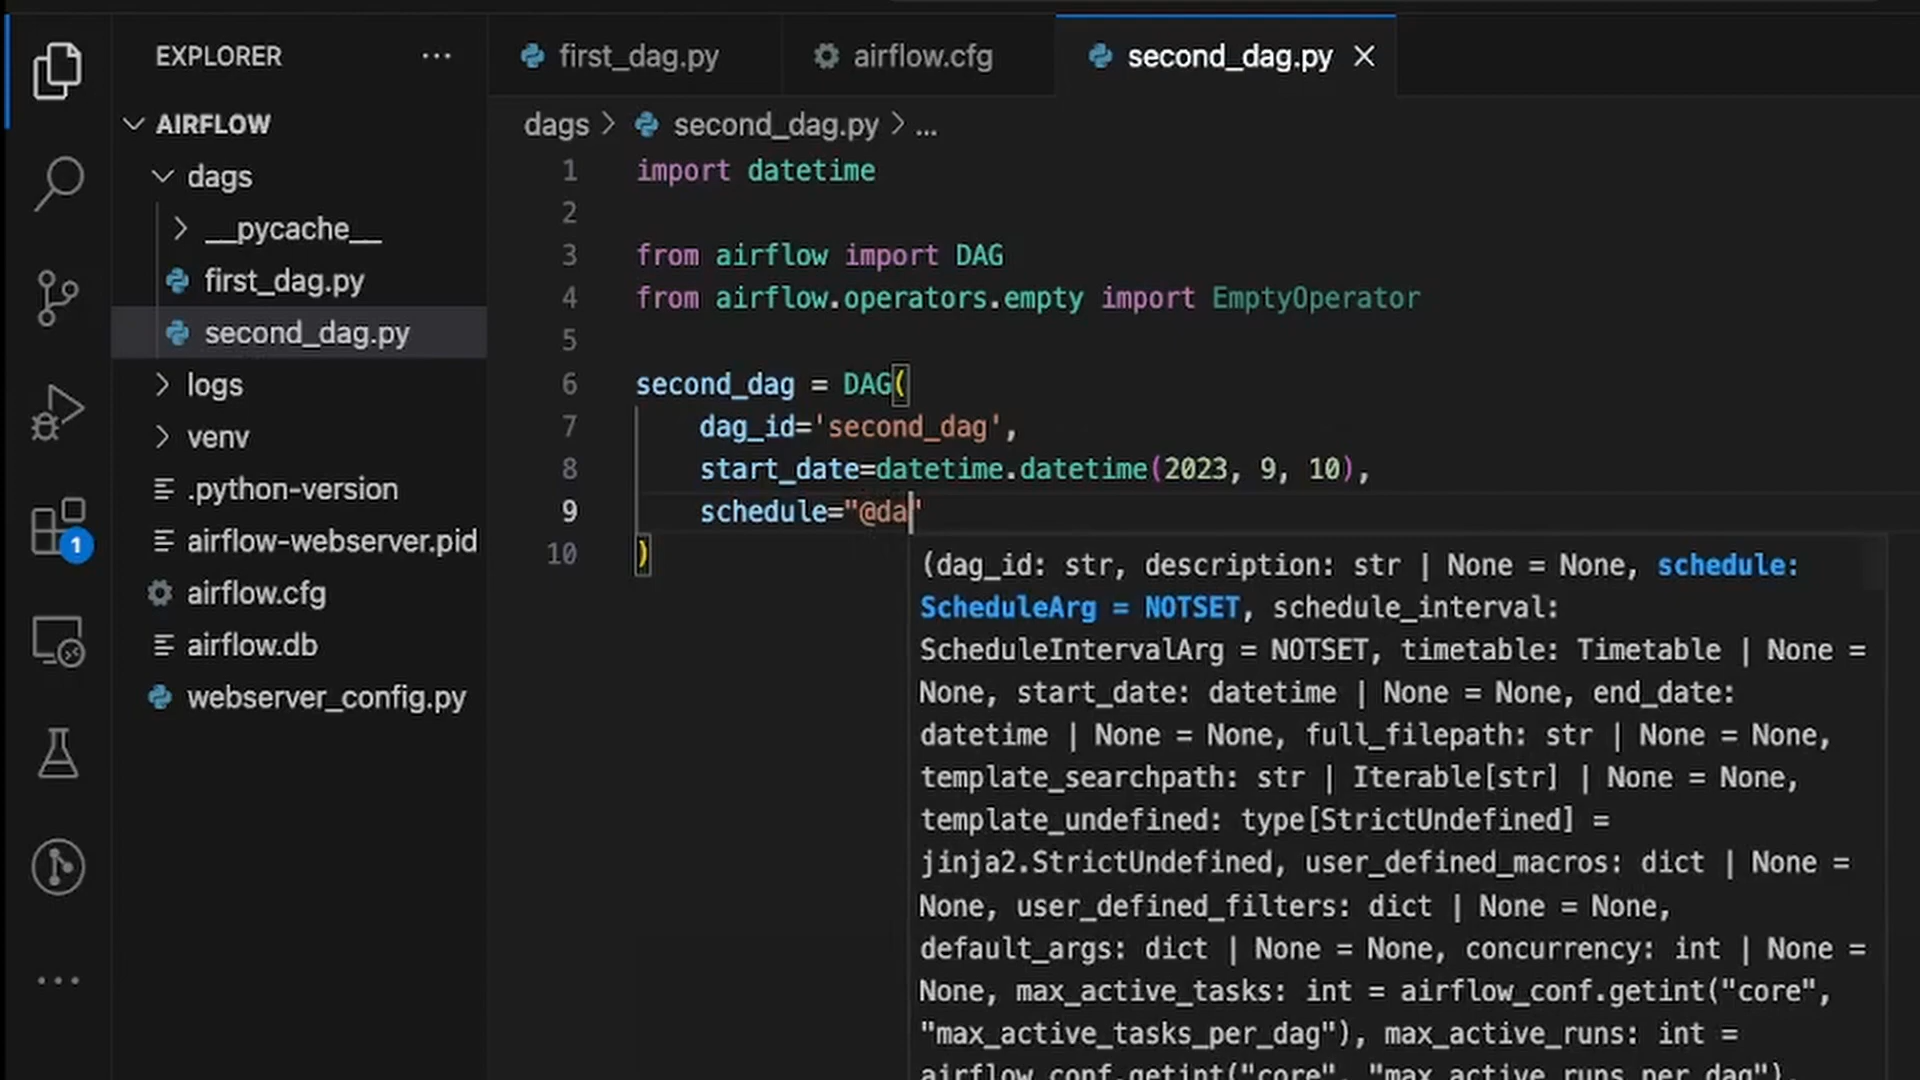 EXPLORER
AIRFLOW
dags
__pycache__
first_dag.py
second_dag.py
logs
venv
.python-version
airflow-webserver.pid
airflow.cfg
airflow.db
webserver_config.py
1
first_dag.py
airflow.cfg
second_dag.py
dags > second_dag.py > ...
1 import datetime
2
3 from airflow import DAG
4 from airflow.operators.empty import EmptyOperator
5
6 second_dag = DAG(
7     dag_id='second_dag',
8     start_date=datetime.datetime(2023, 9, 10),
9     schedule="@da"
10 )
(dag_id: str, description: str | None = None, schedule:
ScheduleArg = NOTSET, schedule_interval:
ScheduleIntervalArg = NOTSET, timetable: Timetable | None =
None, start_date: datetime | None = None, end_date:
datetime | None = None, full_filepath: str | None = None,
template_searchpath: str | Iterable[str] | None = None,
template_undefined: type[StrictUndefined] =
jinja2.StrictUndefined, user_defined_macros: dict | None =
None, user_defined_filters: dict | None = None,
default_args: dict | None = None, concurrency: int | None =
None, max_active_tasks: int = airflow_conf.getint("core",
"max_active_tasks_per_dag"), max_active_runs: int =
airflow_conf.getint("core", "max_active_runs_per_dag"),